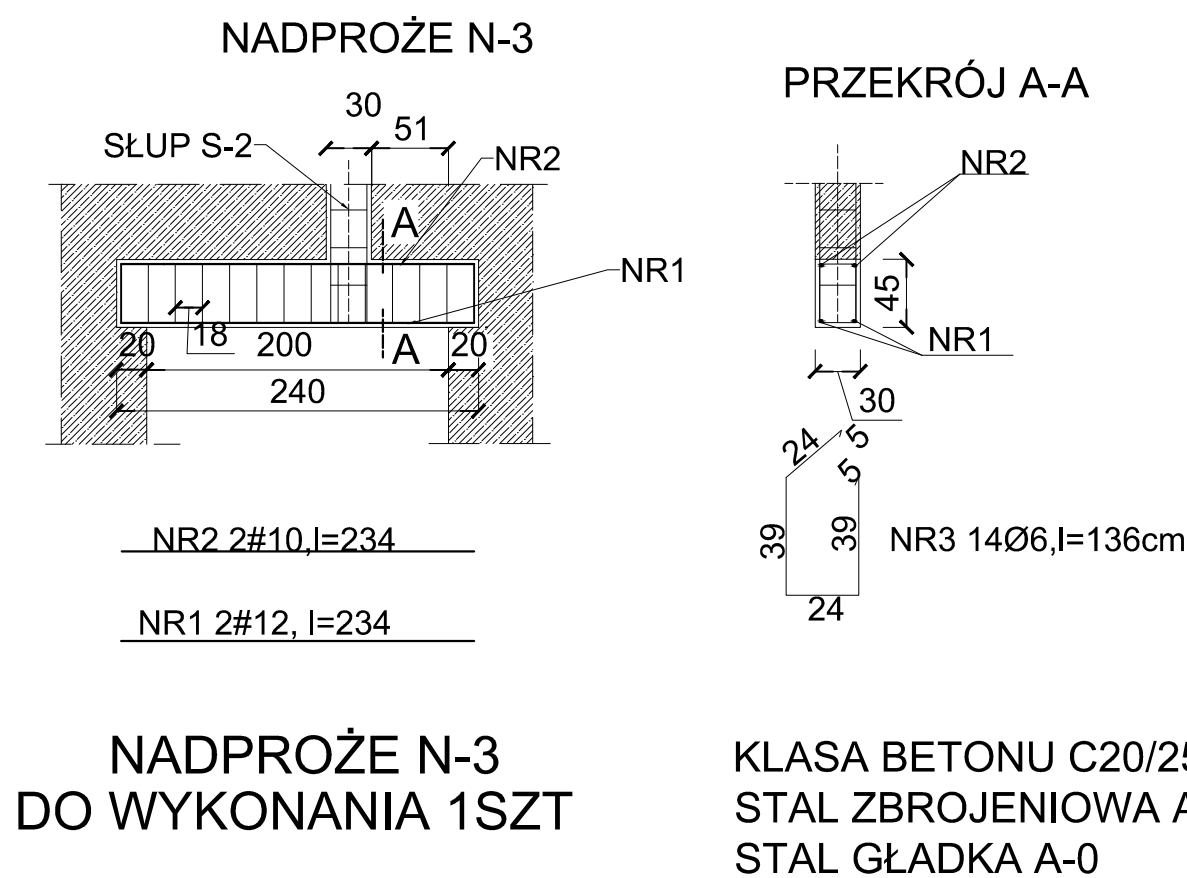 NADPROŻE N-3
30
51
SŁUP S-2
NR2
A
NR1
18
A
20
200
20
240
PRZEKRÓJ A-A
NR2
45
NR1
30
24
5
5
39
39
24
NR3 14Ø6,l=136cm
NR2 2#10,l=234
NR1 2#12, l=234
NADPROŻE N-3
DO WYKONANIA 1SZT
KLASA BETONU C20/25
STAL ZBROJENIOWA A
STAL GŁADKA A-0